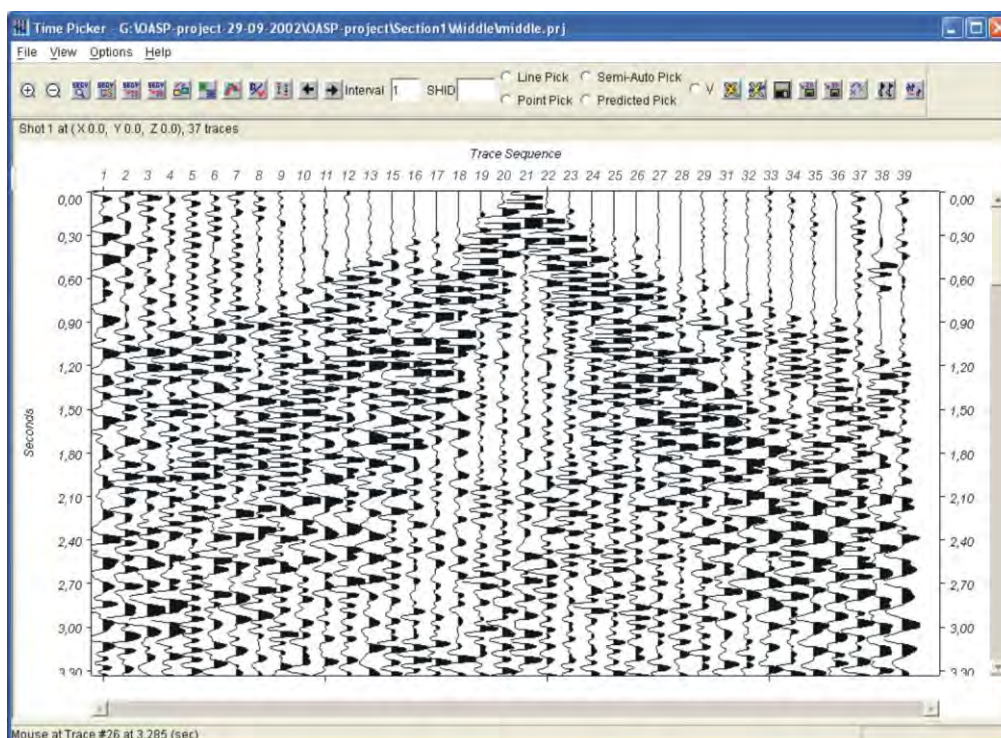 Time Picker - G:\OASP-project-29-09-2002\OASP-project\Section1\Middle\middle.prj
File View Options Help
Line Pick Semi-Auto Pick
Interval 1 SHID V
Point Pick Predicted Pick
Shot 1 at (X 0.0, Y 0.0, Z 0.0), 37 traces
Trace Sequence
1 2 3 4 5 6 7 8 9 10 11 12 13 14 15 16 17 18 19 20 21 22 23 24 25 26 27 28 29 31 32 33 34 35 36 37 38 39
0,00 0,00
0,30 0,30
0,60 0,60
0,90 0,90
1,20 1,20
1,50 1,50
Seconds
1,80 1,80
2,10 2,10
2,40 2,40
2,70 2,70
3,00 3,00
3,30 3,30
Mouse at Trace #26 at 3.285 (sec)